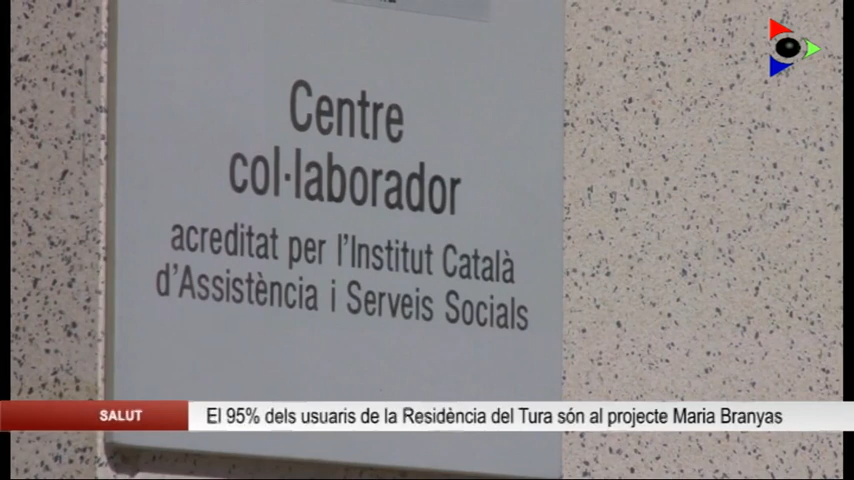 Centre
col·laborador
acreditat per l'Institut Català
d'Assistència i Serveis Socials
SALUT
El 95% dels usuaris de la Residència del Tura són al projecte Maria Branyas